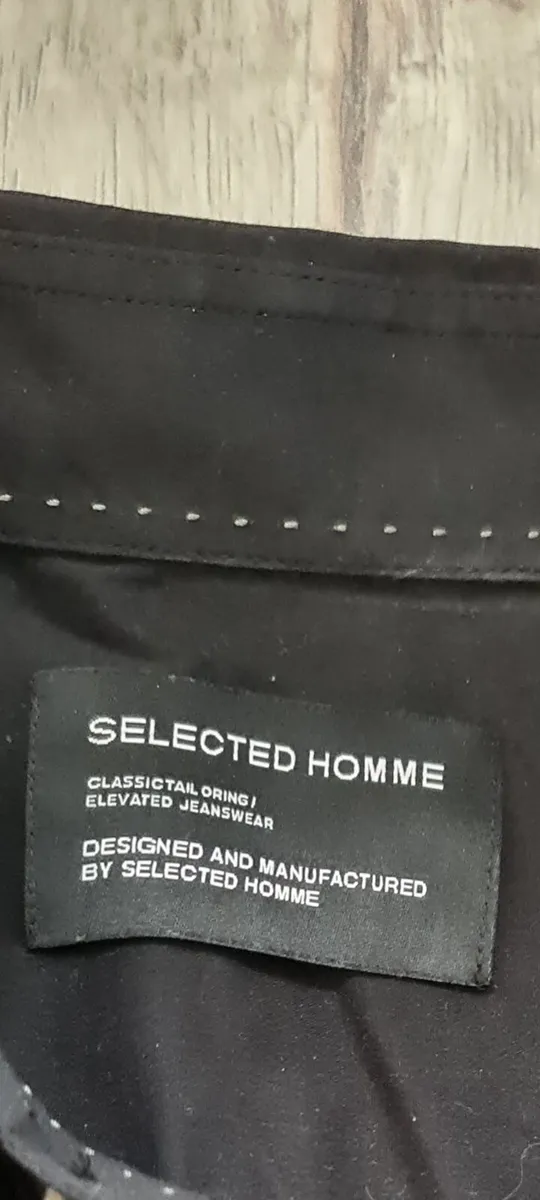 SELECTED HOMME
CLASSICTAILORING/
ELEVATED JEANSWEAR
DESIGNED AND MANUFACTURED
BY SELECTED HOMME